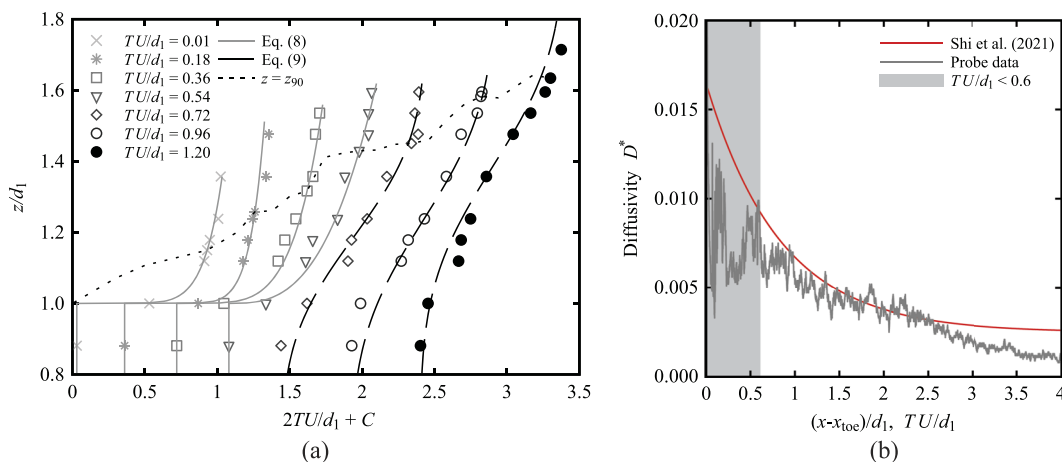 TU/d₁ = 0.01
TU/d₁ = 0.18
TU/d₁ = 0.36
TU/d₁ = 0.54
TU/d₁ = 0.72
TU/d₁ = 0.96
TU/d₁ = 1.20
Eq. (8)
Eq. (9)
z = z₉₀
1.8
1.6
1.4
1.2
1.0
0.8
z/d₁
0
0.5
1
1.5
2
2.5
3
3.5
2TU/d₁ + C
(a)
Shi et al. (2021)
Probe data
TU/d₁ < 0.6
0.020
0.015
0.010
0.005
0.000
Diffusivity D*
0
0.5
1
1.5
2
2.5
3
3.5
4
(x-xₜₒₑ)/d₁, TU/d₁
(b)